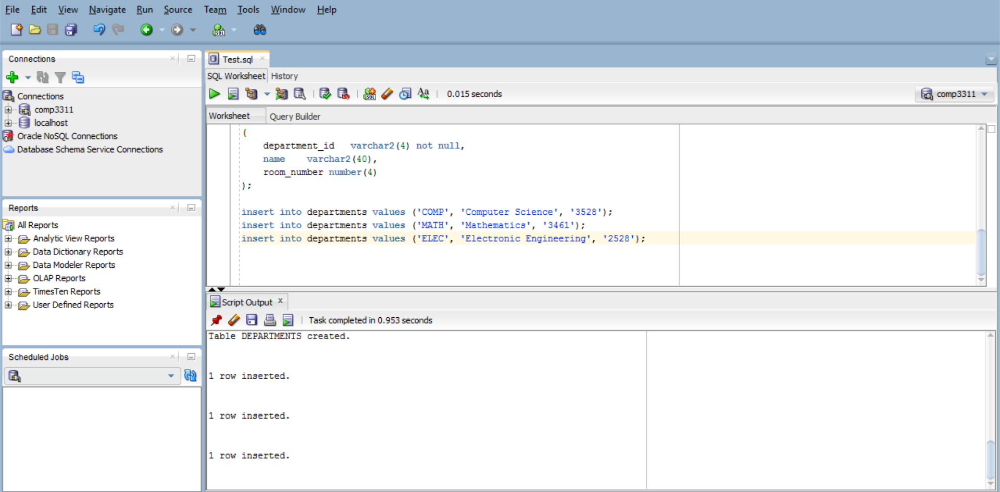 File Edit View Navigate Run Source Team Tools Window Help
SQL
Connections
Connections
comp3311
localhost
Oracle NoSQL Connections
Database Schema Service Connections
Reports
All Reports
Analytic View Reports
Data Dictionary Reports
Data Modeler Reports
OLAP Reports
TimesTen Reports
User Defined Reports
Scheduled Jobs
Test.sql
SQL Worksheet History
SQL Aa 0.015 seconds comp3311
Worksheet Query Builder
(
department_id varchar2(4) not null,
name varchar2(40),
room_number number(4)
);
insert into departments values ('COMP', 'Computer Science', '3528');
insert into departments values ('MATH', 'Mathematics', '3461');
insert into departments values ('ELEC', 'Electronic Engineering', '2528');
Script Output x
Task completed in 0.953 seconds
Table DEPARTMENTS created.
1 row inserted.
1 row inserted.
1 row inserted.